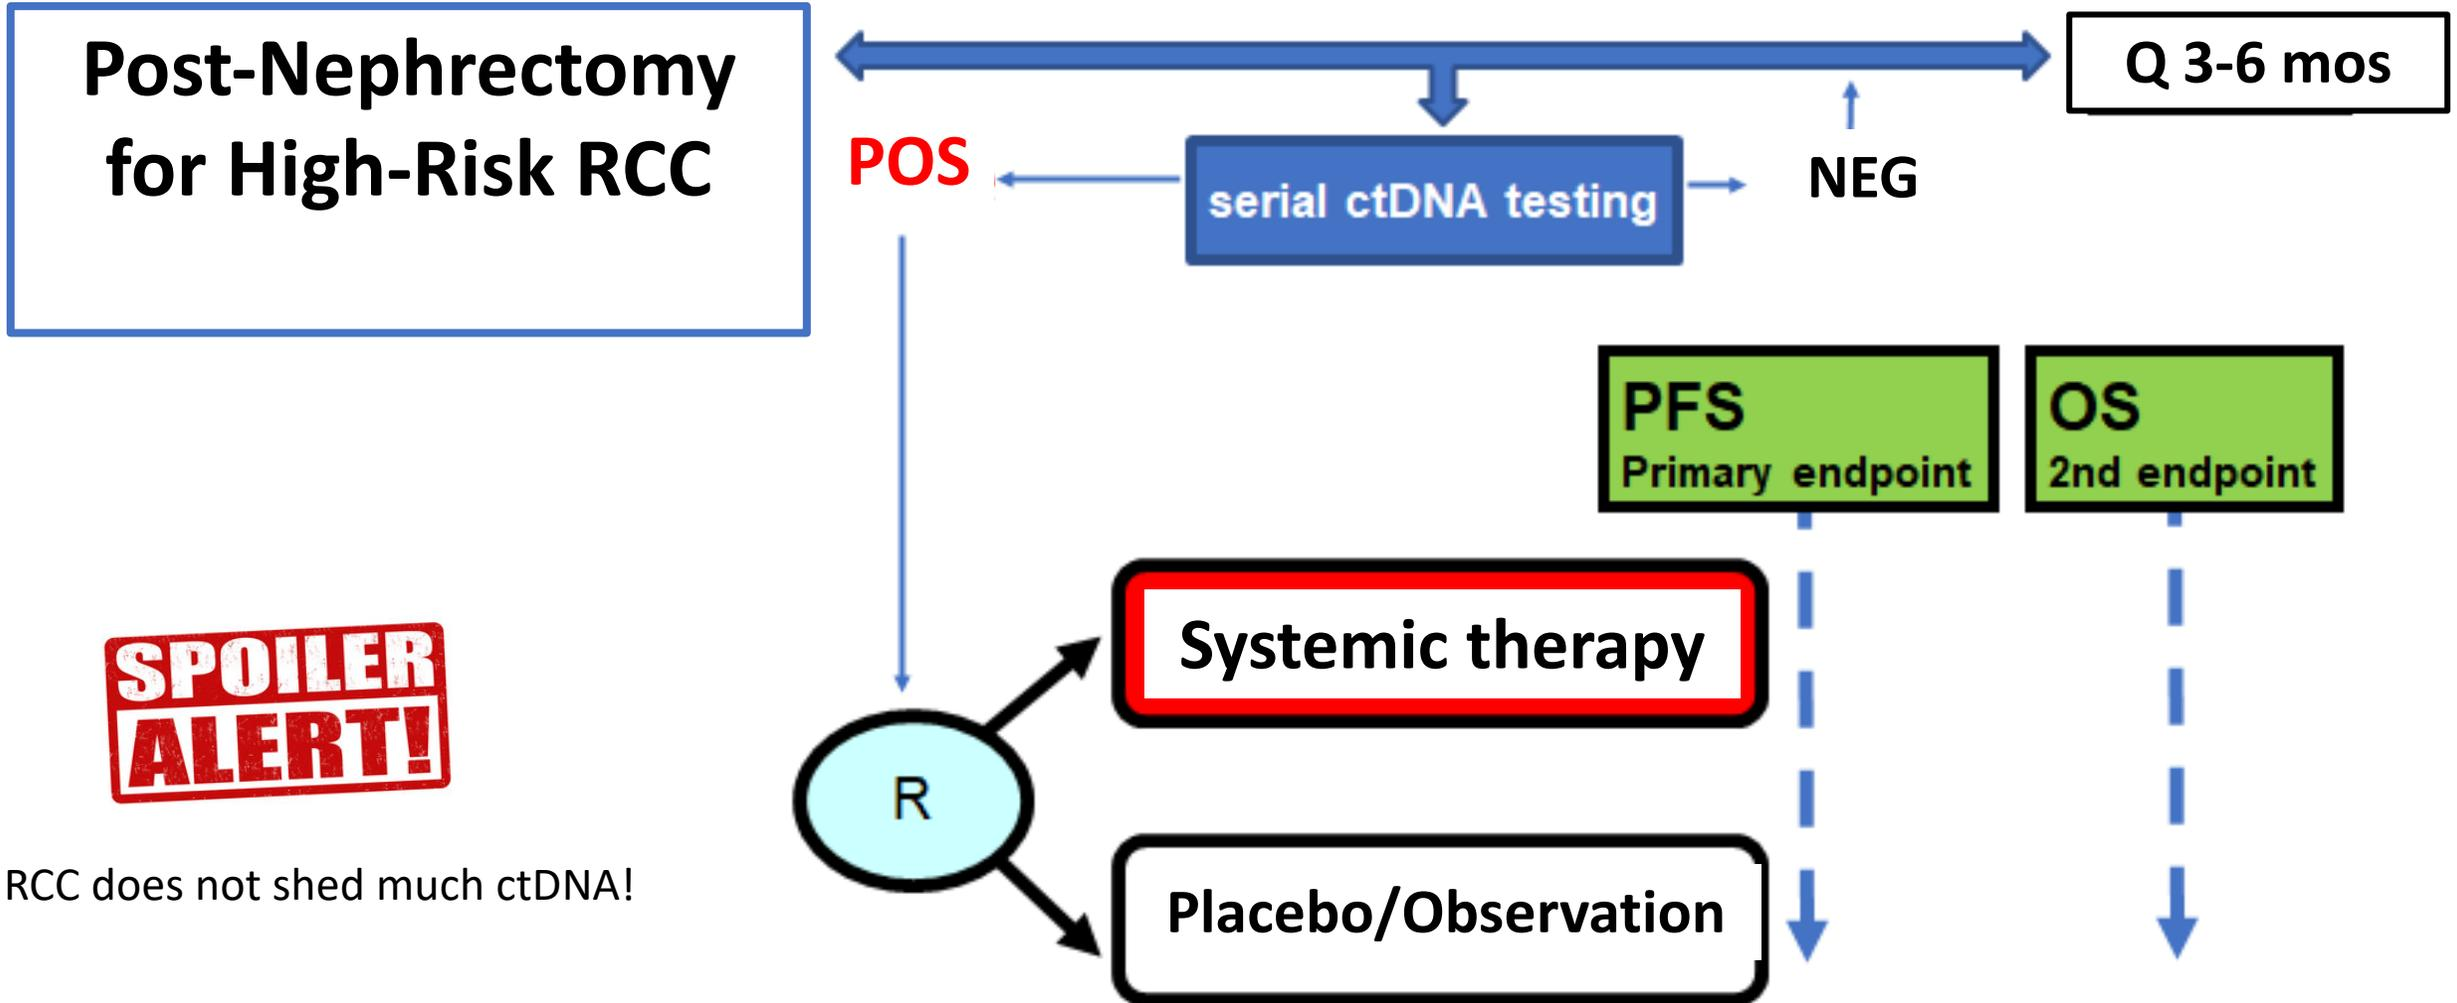 Post-Nephrectomy
for High-Risk RCC
Q 3-6 mos
POS
serial ctDNA testing
NEG
PFS
Primary endpoint
OS
2nd endpoint
Systemic therapy
SPOILER
ALERT!
R
RCC does not shed much ctDNA!
Placebo/Observation